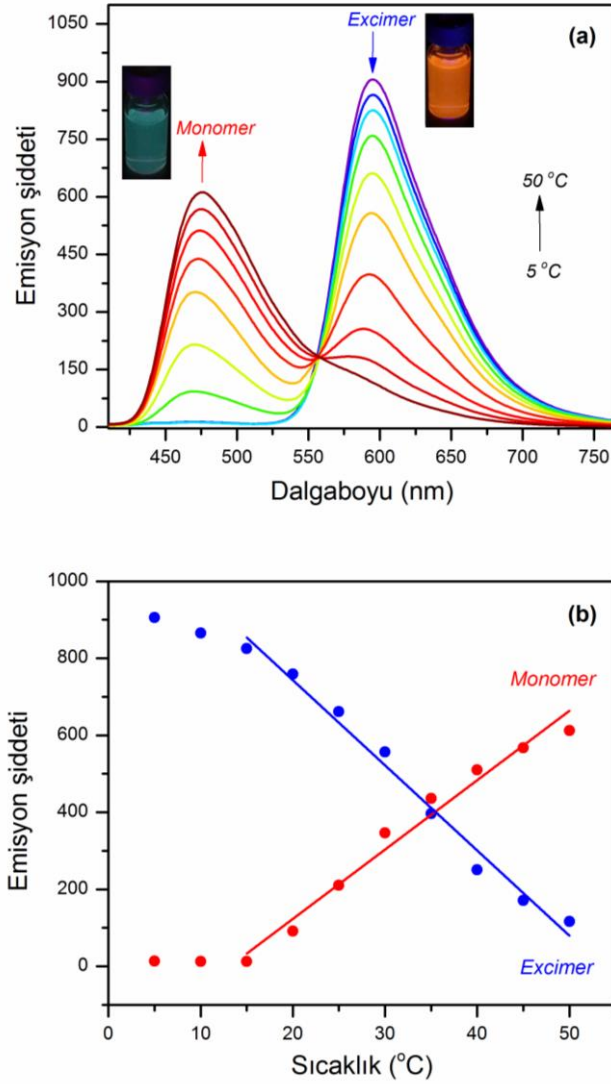 1050
900
750
600
450
300
150
0
Emisyon şiddeti
(a)
Excimer
Monomer
50 °C
5 °C
450 500 550 600 650 700 750
Dalgaboyu (nm)
1000
800
600
400
200
0
Emisyon şiddeti
(b)
Monomer
Excimer
0 10 20 30 40 50
Sıcaklık (°C)